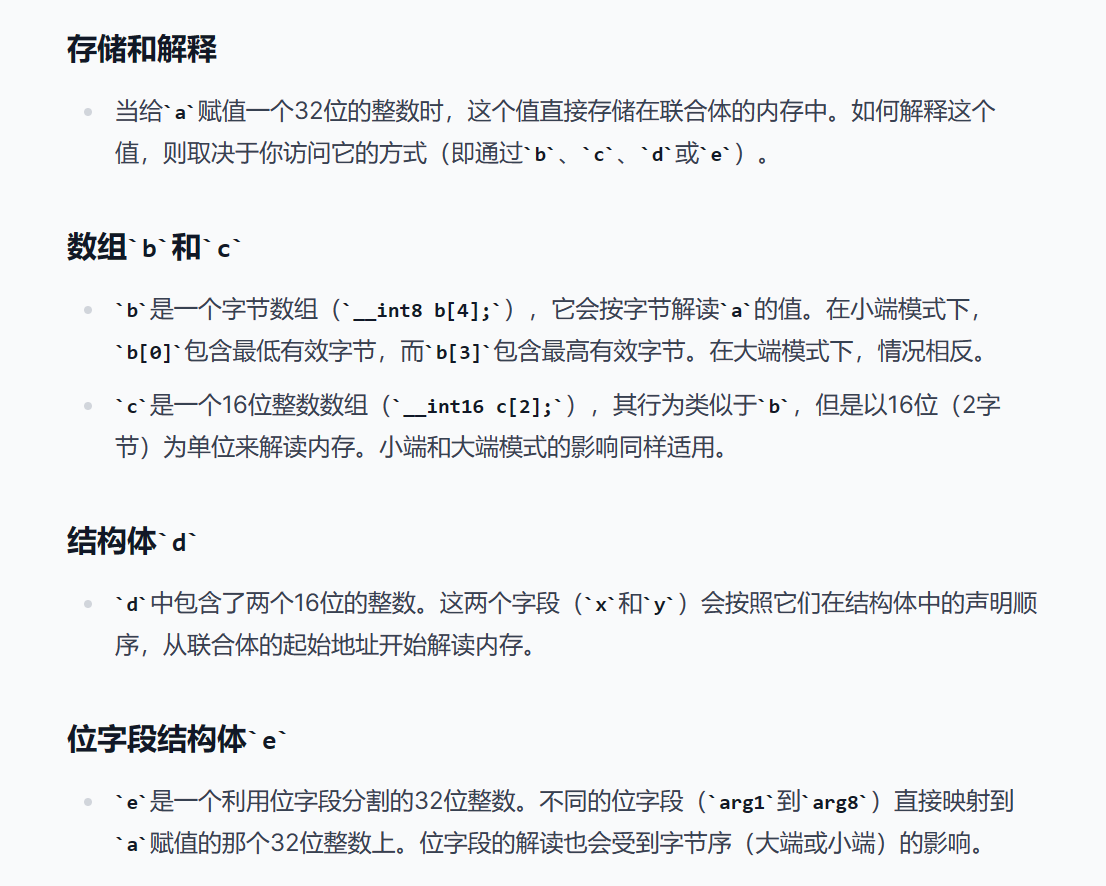 存储和解释
当给`a`赋值一个32位的整数时，这个值直接存储在联合体的内存中。如何解释这个
值，则取决于你访问它的方式（即通过`b`、`c`、`d`或`e`）。
数组`b`和`c`
`b`是一个字节数组（`__int8 b[4];`），它会按字节解读`a`的值。在小端模式下，
`b[0]`包含最低有效字节，而`b[3]`包含最高有效字节。在大端模式下，情况相反。
`c`是一个16位整数数组（`__int16 c[2];`），其行为类似于`b`，但是以16位（2字
节）为单位来解读内存。小端和大端模式的影响同样适用。
结构体`d`
`d`中包含了两个16位的整数。这两个字段（`x`和`y`）会按照它们在结构体中的声明顺
序，从联合体的起始地址开始解读内存。
位字段结构体`e`
`e`是一个利用位字段分割的32位整数。不同的位字段（`arg1`到`arg8`）直接映射到
`a`赋值的那个32位整数上。位字段的解读也会受到字节序（大端或小端）的影响。